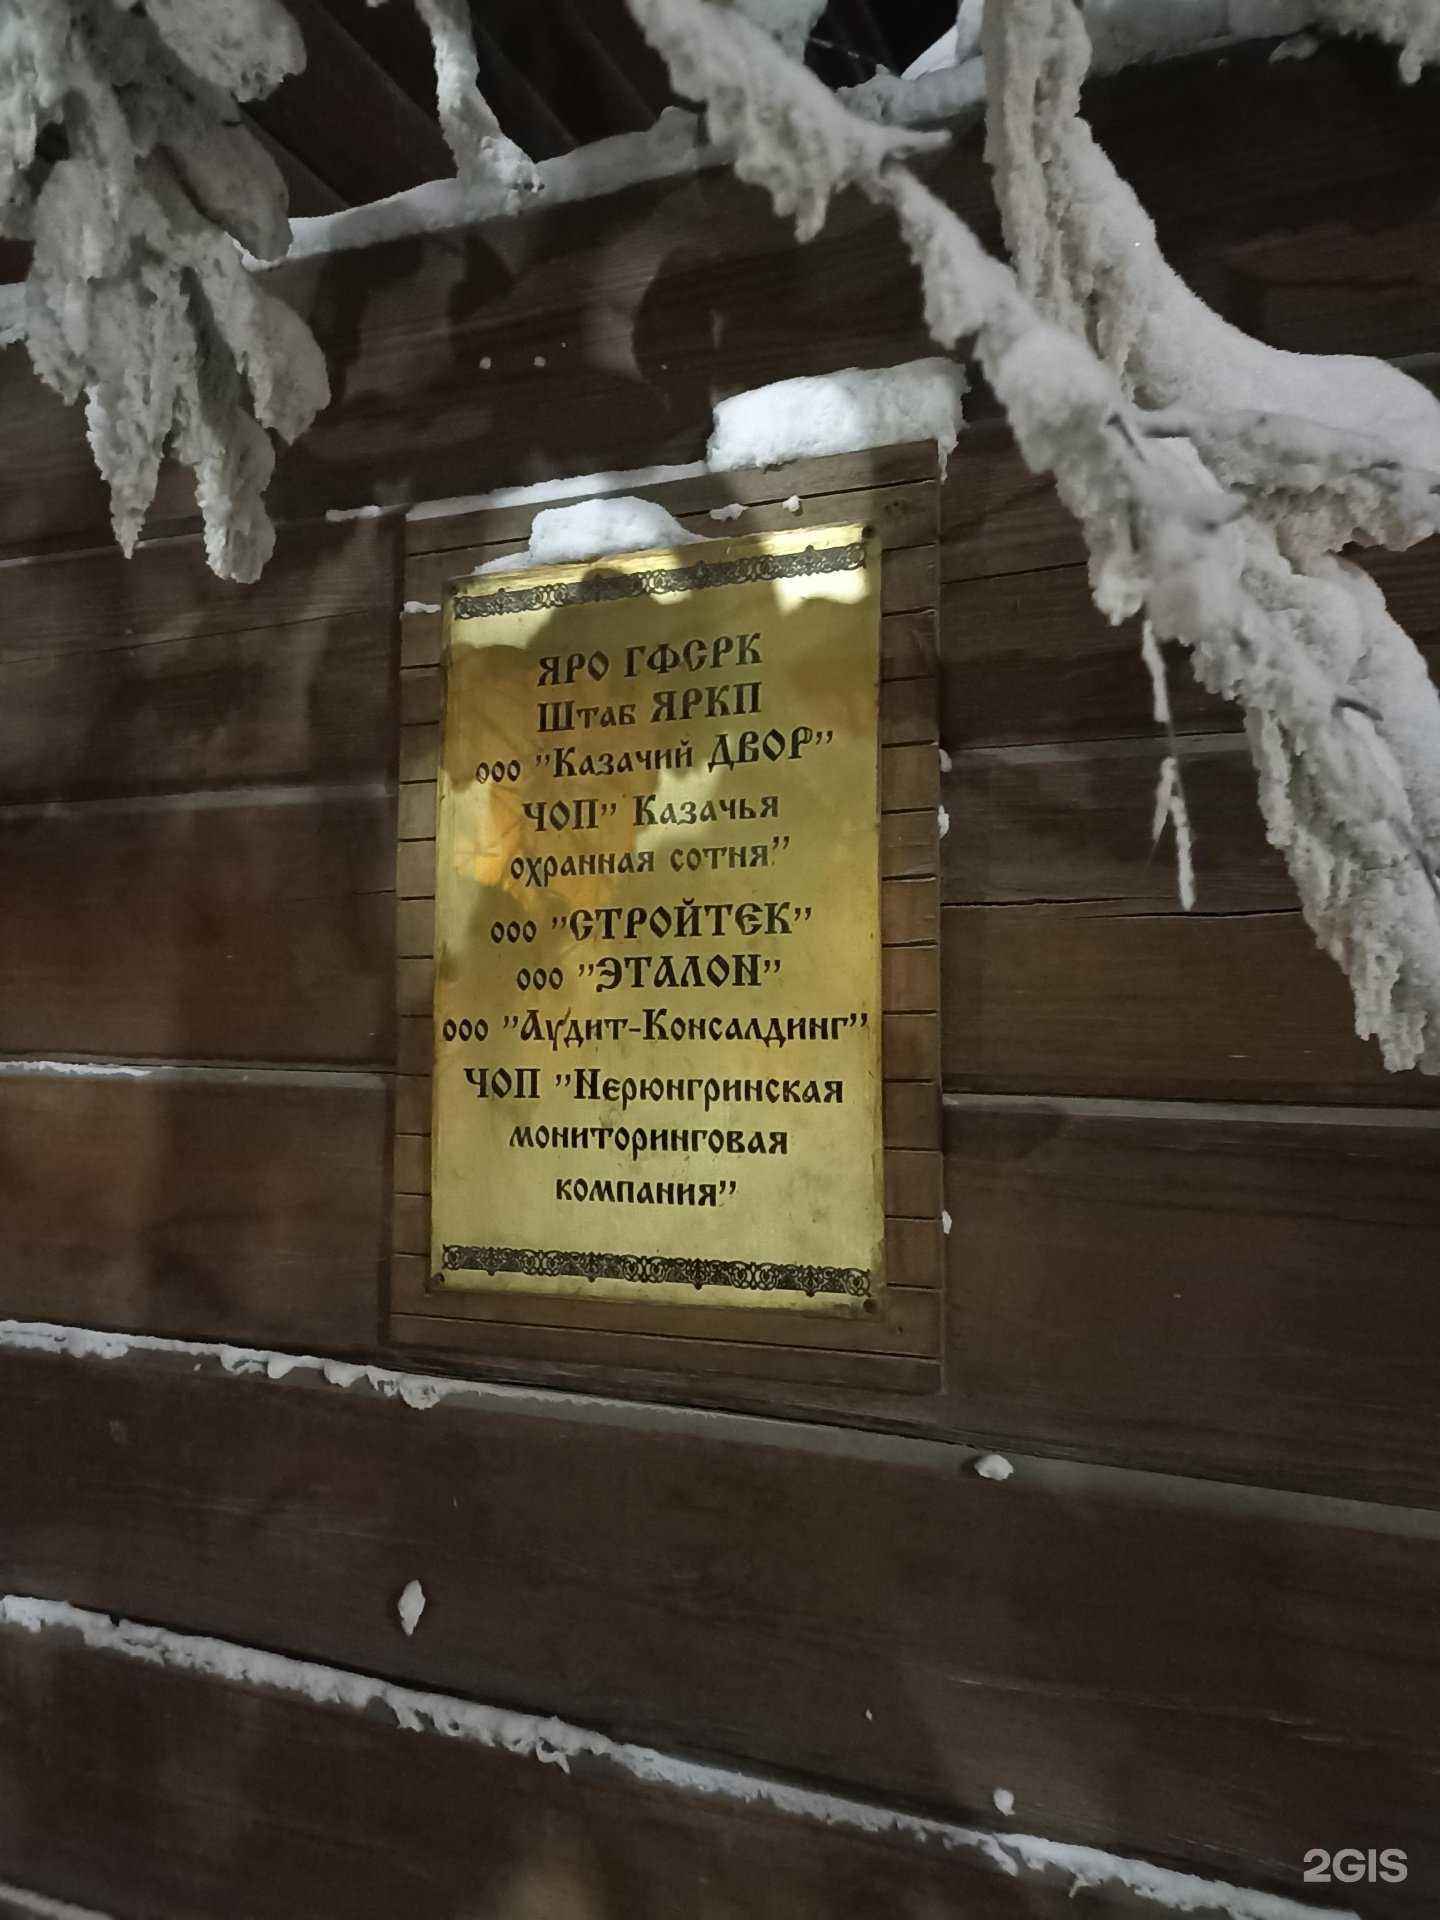 ЯРО ГФСРК
Штаб ЯРКП
ооо "Казачий ДВОР"
ЧОП" Казачья
охранная сотня"
ооо "СТРОЙТЕК"
ооо "ЭТАЛОН"
ооо "Аудит-Консалдинг"
ЧОП "Нерюнгринская
мониторинговая
компания"
2GIS